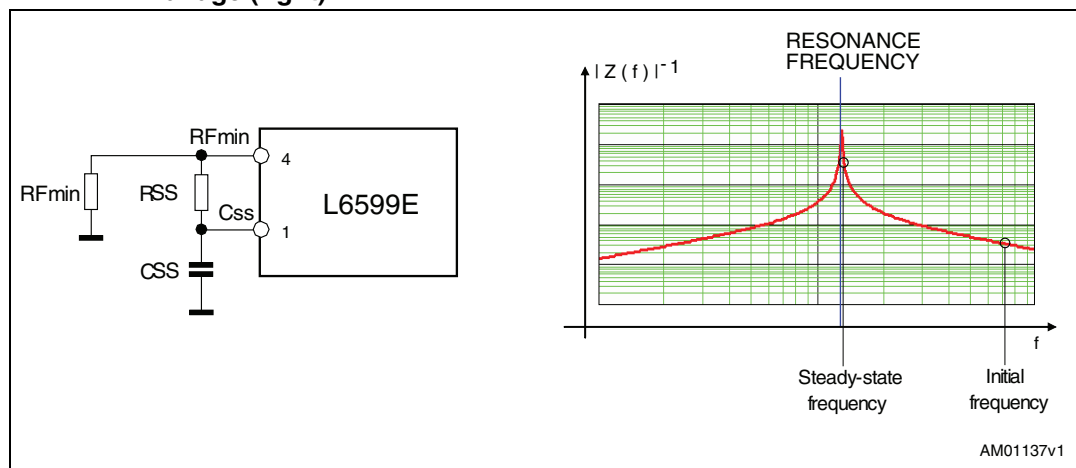 RFmin
4
RFmin
RSS
L6599E
Css
1
CSS
RESONANCE
FREQUENCY
| Z ( f ) |-1
f
Steady-state
frequency
Initial
frequency
AM01137v1